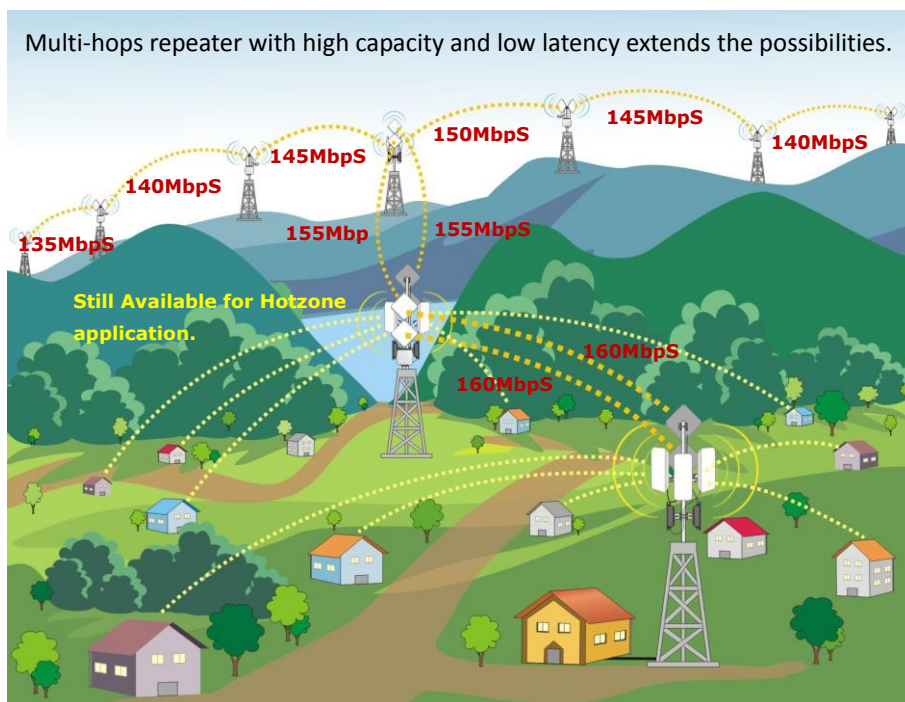 Multi-hops repeater with high capacity and low latency extends the possibilities.
150MbpS
145MbpS
145MbpS
140MbpS
140MbpS
135MbpS
155Mbp
155MbpS
Still Available for Hotzone
application.
160MbpS
160MbpS